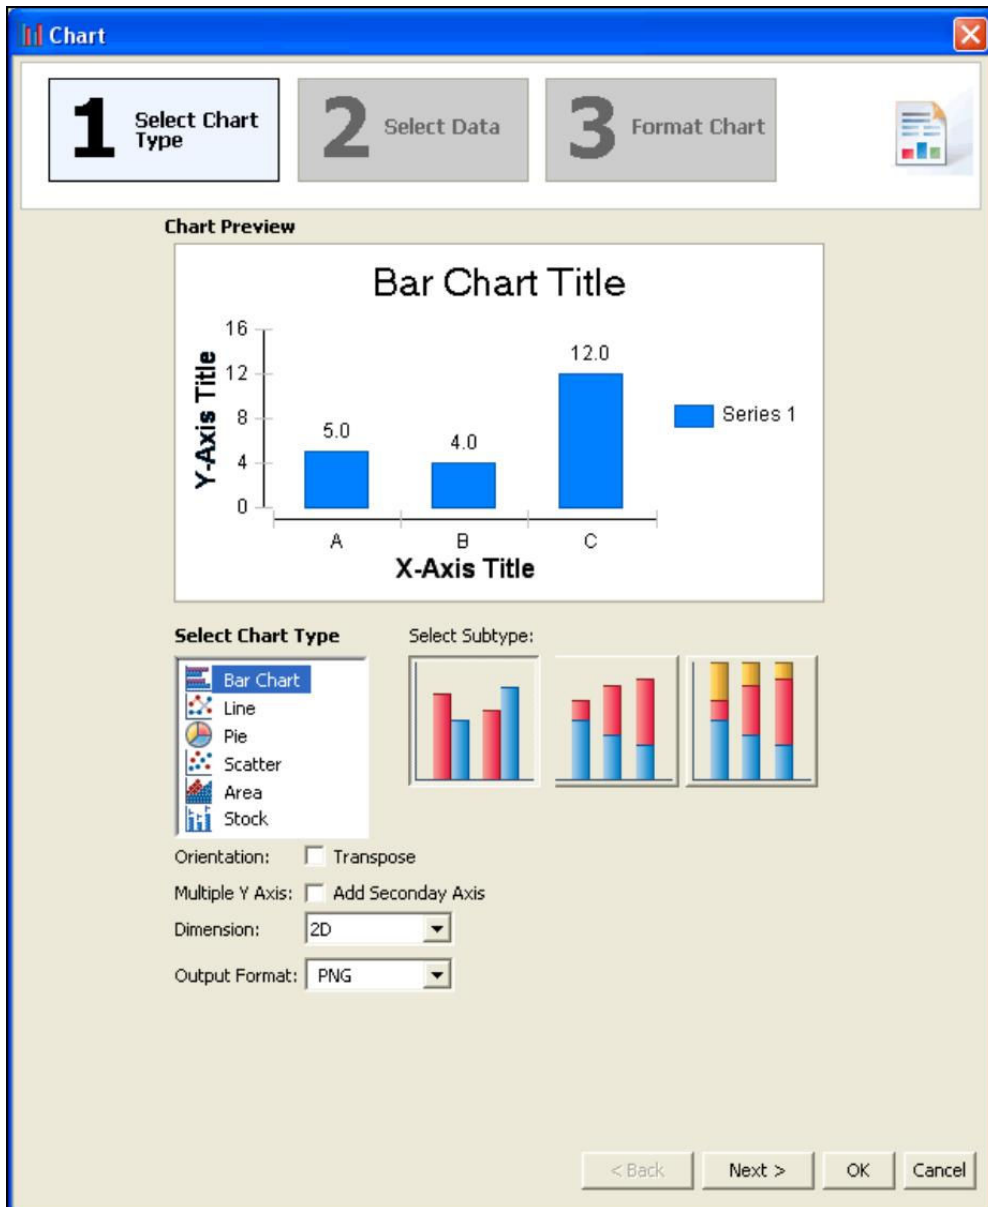 Chart
1 Select Chart Type
2 Select Data
3 Format Chart
Chart Preview
Bar Chart Title
Y-Axis Title
16
12
8
4
0
5.0
4.0
12.0
Series 1
A B C
X-Axis Title
Select Chart Type
Bar Chart
Line
Pie
Scatter
Area
Stock
Select Subtype:
Orientation: Transpose
Multiple Y Axis: Add Seconday Axis
Dimension: 2D
Output Format: PNG
< Back Next > OK Cancel